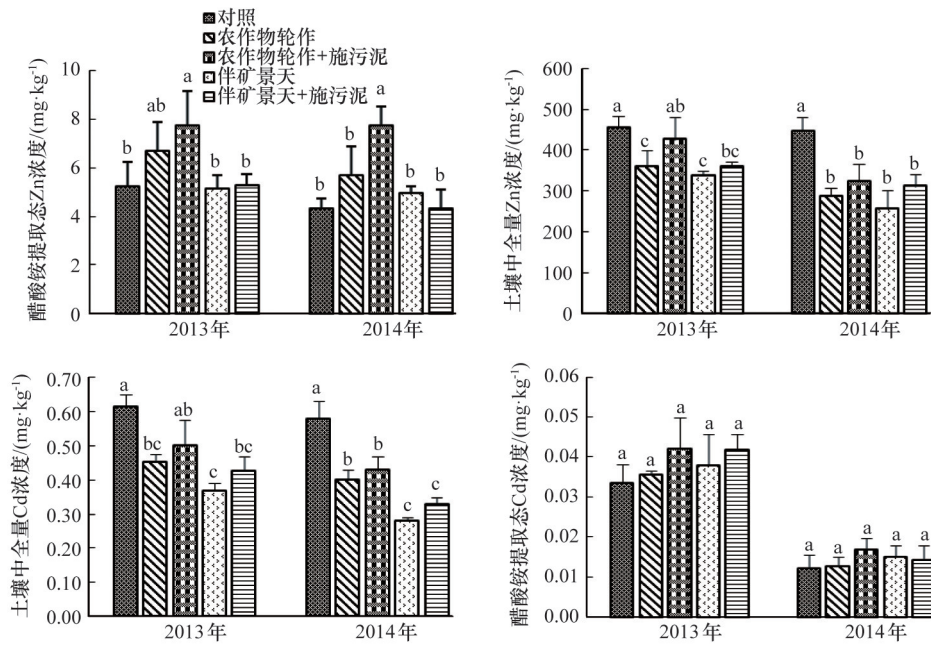 对照
农作物轮作
农作物轮作+施污泥
伴矿景天
伴矿景天+施污泥
醋酸铵提取态Zn浓度/(mg·kg⁻¹)
10
8
6
4
2
0
b ab a b b
b b a b b
2013年 2014年
土壤中全量Zn浓度/(mg·kg⁻¹)
600
500
400
300
200
100
0
a c ab c bc
a b b b b
2013年 2014年
土壤中全量Cd浓度/(mg·kg⁻¹)
0.70
0.60
0.50
0.40
0.30
0.20
0.10
0.00
a bc ab c bc
a b b c c
2013年 2014年
醋酸铵提取态Cd浓度/(mg·kg⁻¹)
0.06
0.05
0.04
0.03
0.02
0.01
0.00
a a a a a
a a a a a
2013年 2014年